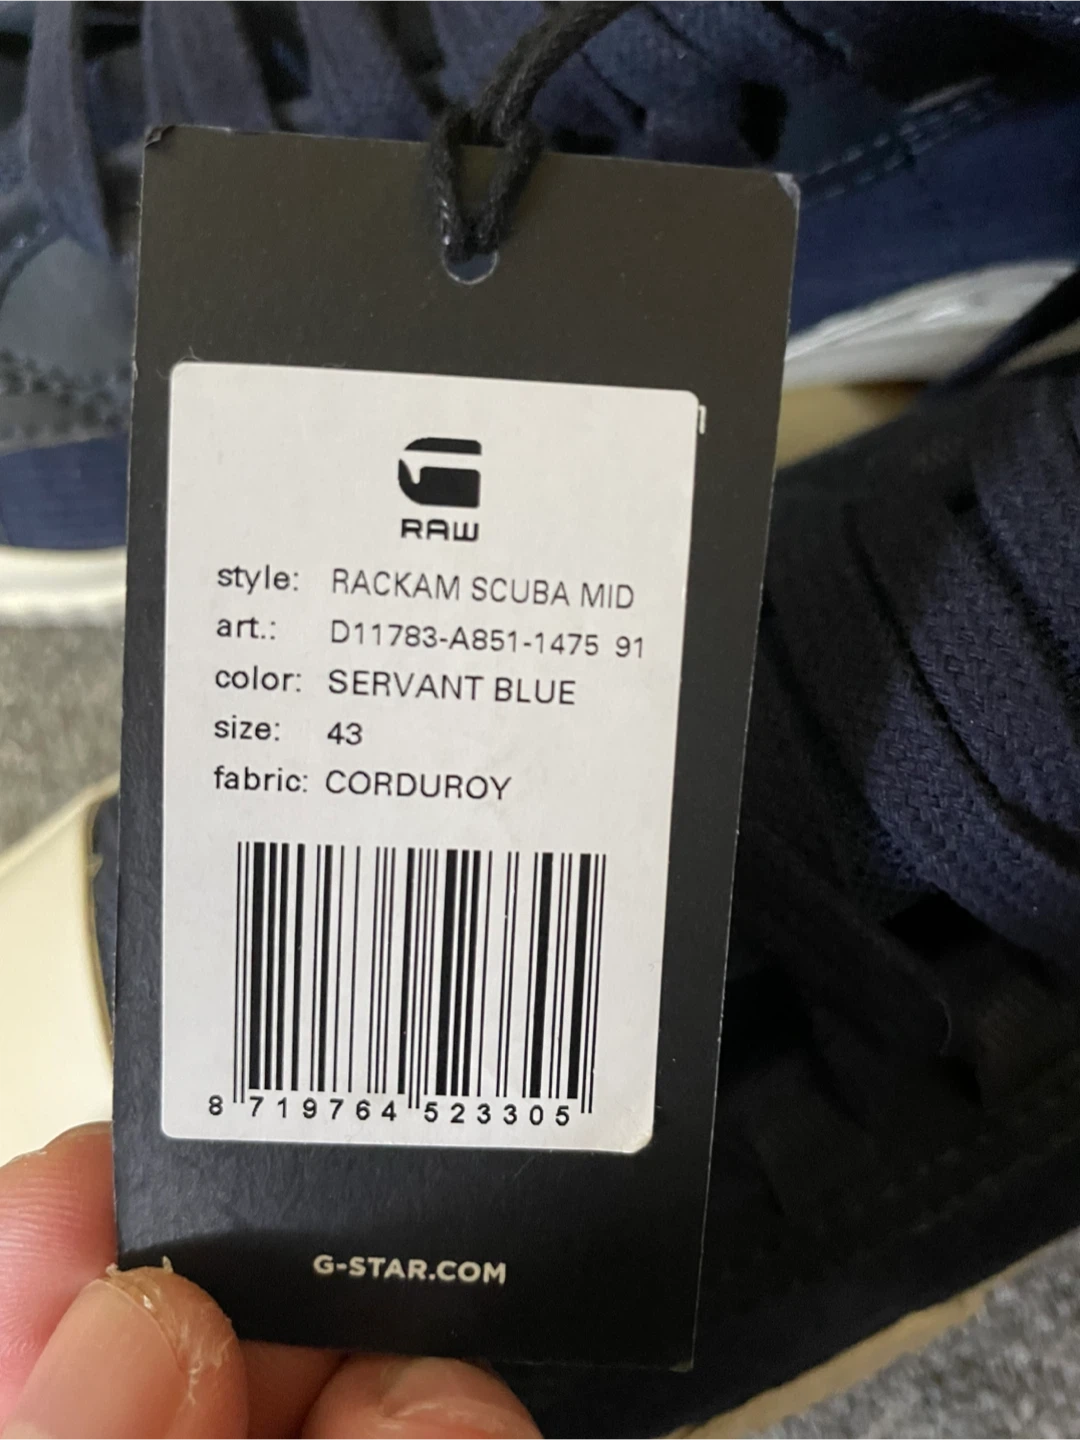 RAW
style: RACKAM SCUBA MID
art.: D11783-A851-1475 91
color: SERVANT BLUE
size: 43
fabric: CORDUROY
8 719764 523305
G-STAR.COM